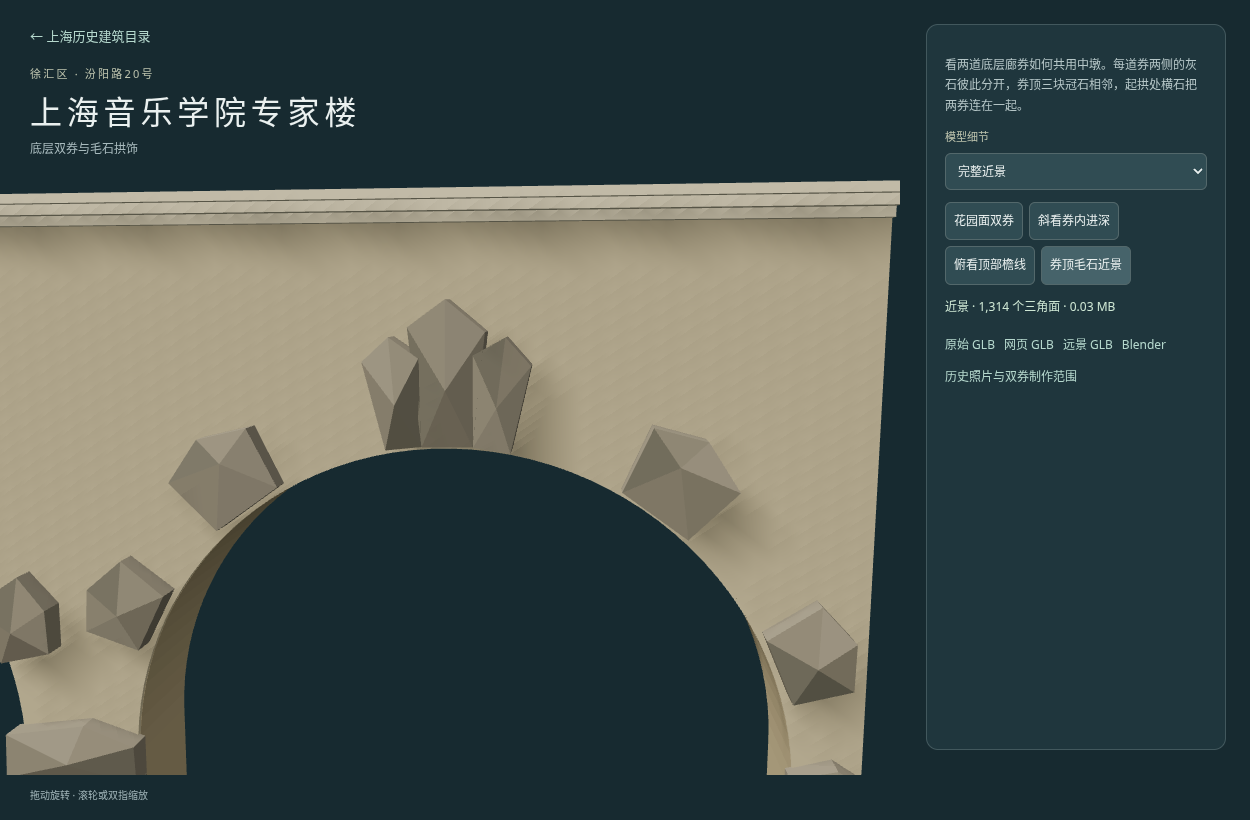 ← 上海历史建筑目录
徐汇区 · 汾阳路20号
上海音乐学院专家楼
底层双券与毛石拱饰
看两道底层廊券如何共用中墩。每道券两侧的灰
石彼此分开，券顶三块冠石相邻，起拱处横石把
两券连在一起。
模型细节
完整近景
花园面双券 斜看券内进深
俯看顶部檐线 券顶毛石近景
近景 · 1,314 个三角面 · 0.03 MB
原始 GLB 网页 GLB 远景 GLB Blender
历史照片与双券制作范围
拖动旋转 · 滚轮或双指缩放